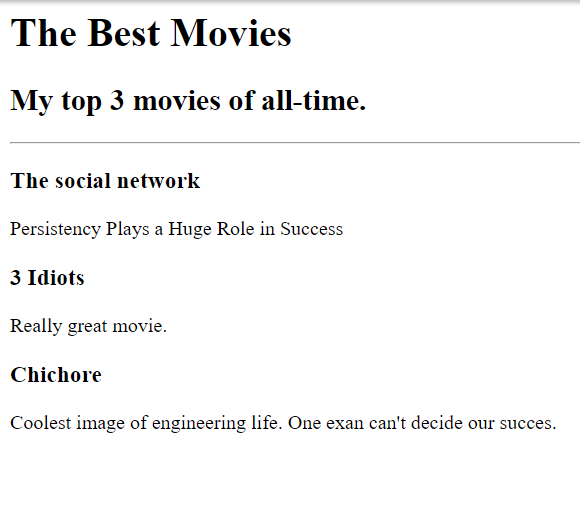 The Best Movies
My top 3 movies of all-time.
The social network
Persistency Plays a Huge Role in Success
3 Idiots
Really great movie.
Chichore
Coolest image of engineering life. One exan can't decide our succes.